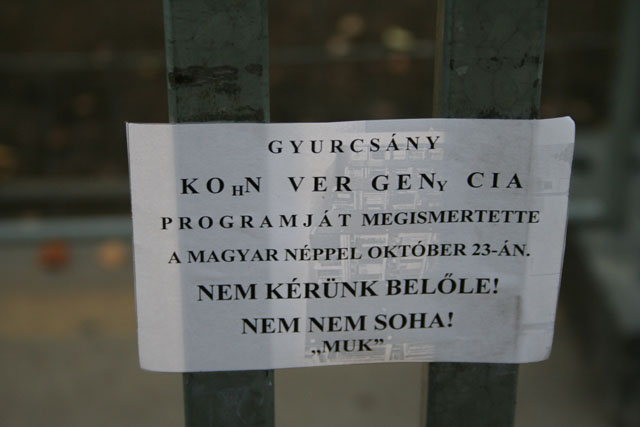 GYURCSÁNY
KOHN VER GENY CIA
PROGRAMJÁT MEGISMERTETTE
A MAGYAR NÉPPEL OKTÓBER 23-ÁN.
NEM KÉRÜNK BELŐLE!
NEM NEM SOHA!
„MUK”